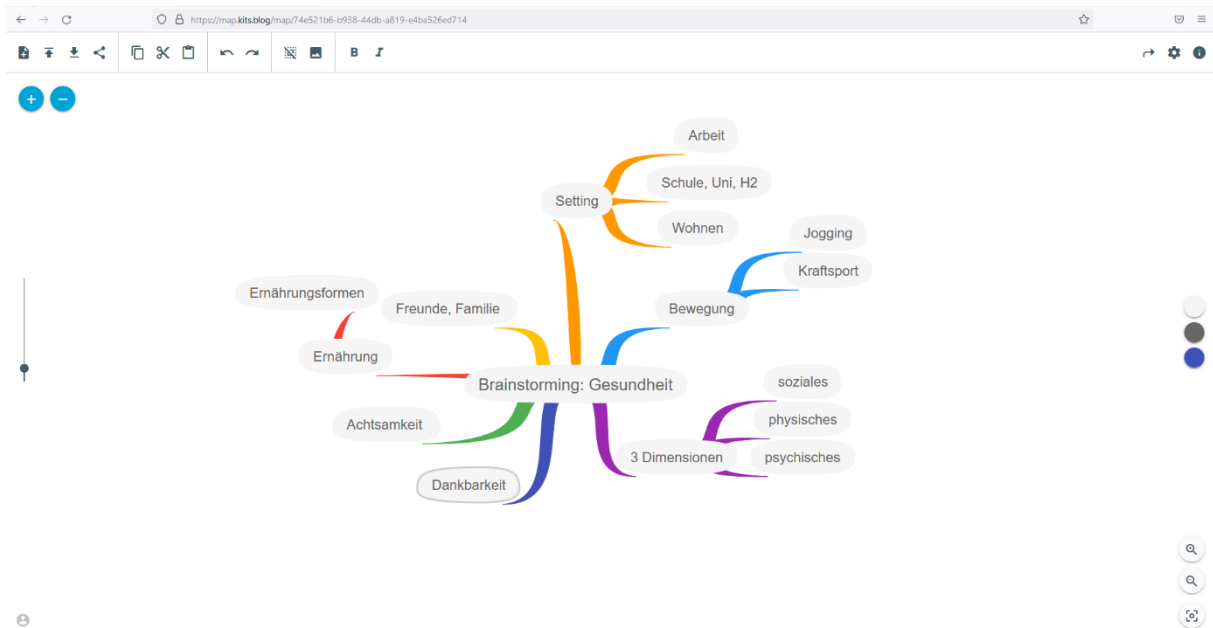 https://map.kits.blog/map/74e521b6-b938-44db-a819-e4ba526ed714
B I
Arbeit
Schule, Uni, H2
Setting
Wohnen
Jogging
Kraftsport
Ernährungsformen
Freunde, Familie
Bewegung
Ernährung
Brainstorming: Gesundheit
soziales
physisches
Achtsamkeit
3 Dimensionen
psychisches
Dankbarkeit